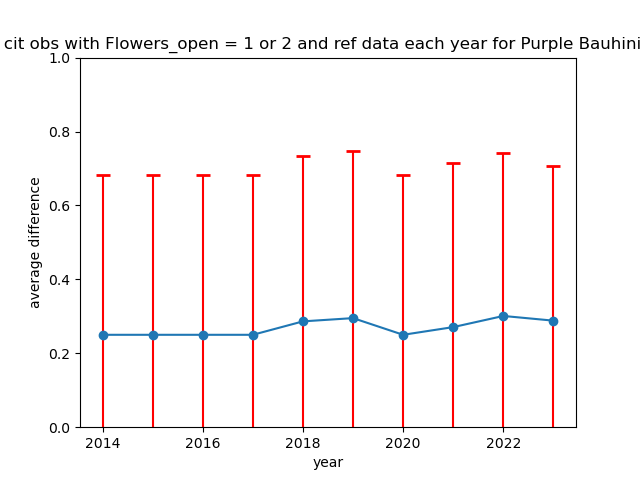 cit obs with Flowers_open = 1 or 2 and ref data each year for Purple Bauhini
1.0
0.8
0.6
0.4
0.2
0.0
average difference
2014 2016 2018 2020 2022
year